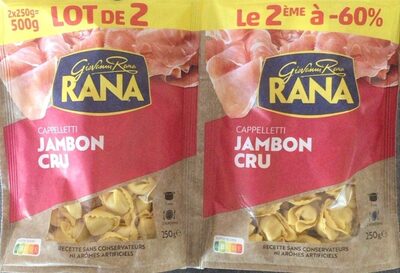 2x250g=
500g
LOT DE 2
Le 2ÈME à -60%
Giovanni Rana
RANA
CAPPELLETTI
JAMBON
CRU
250g
RECETTE SANS CONSERVATEURS
NI ARÔMES ARTIFICIELS
Giovanni Rana
RANA
CAPPELLETTI
JAMBON
CRU
250g
RECETTE SANS CONSERVATEURS
NI ARÔMES ARTIFICIELS